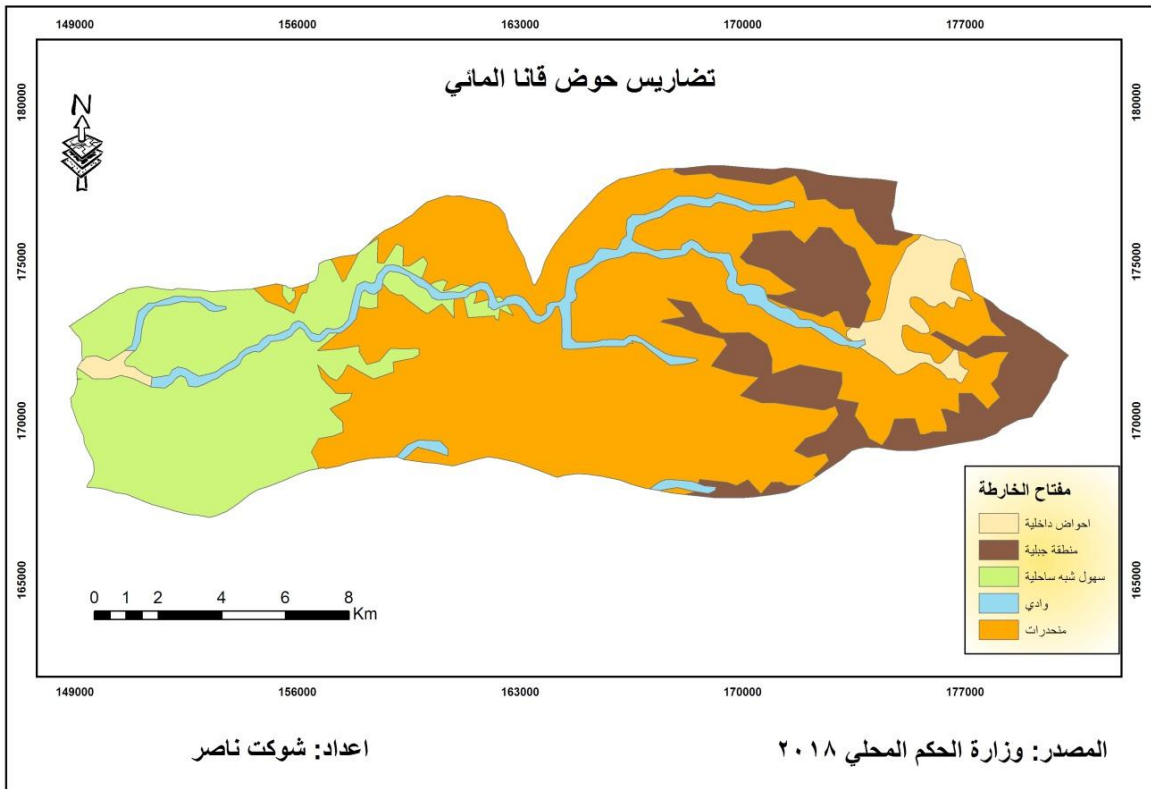 149000 156000 163000 170000 177000
تضاريس حوض قانا المائي
N
180000
180000
175000
175000
170000
170000
165000
165000
مفتاح الخارطة
احواض داخلية
منطقة جبلية
سهول شبه ساحلية
وادي
منحدرات
0 1 2 4 6 8
Km
149000 156000 163000 170000 177000
المصدر: وزارة الحكم المحلي ٢٠١٨
اعداد: شوكت ناصر